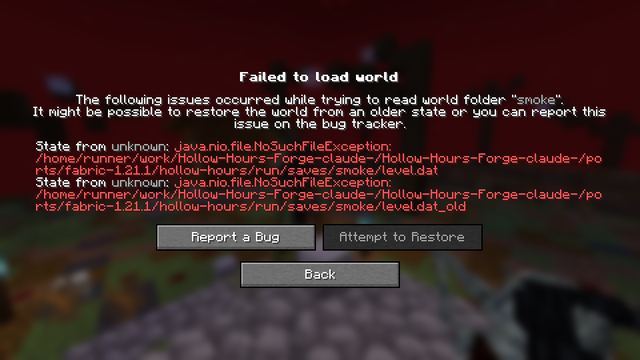 Failed to load world
The following issues occurred while trying to read world folder "smoke".
It might be possible to restore the world from an older state or you can report this
issue on the bug tracker.
State from unknown: java.nio.file.NoSuchFileException:
/home/runner/work/Hollow-Hours-Forge-claude-/Hollow-Hours-Forge-claude-/po
rts/fabric-1.21.1/hollow-hours/run/saves/smoke/level.dat
State from unknown: java.nio.file.NoSuchFileException:
/home/runner/work/Hollow-Hours-Forge-claude-/Hollow-Hours-Forge-claude-/po
rts/fabric-1.21.1/hollow-hours/run/saves/smoke/level.dat_old
Report a Bug
Attempt to Restore
Back